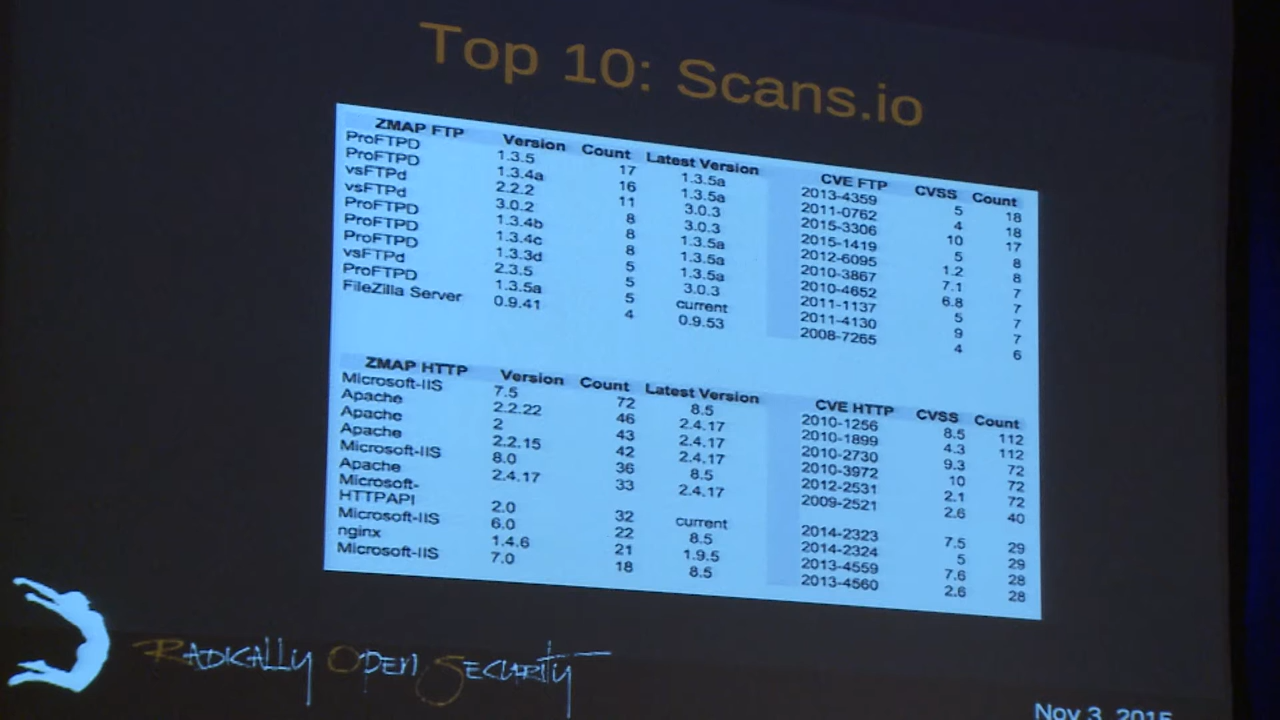 Top 10: Scans.io
ZMAP FTP Version Count Latest Version CVE FTP CVSS Count
ProFTPD 1.3.5 17 1.3.5a 2013-4359 5 18
ProFTPD 1.3.4a 16 1.3.5a 2011-0762 4 18
vsFTPd 2.2.2 11 3.0.3 2015-3306 10 17
vsFTPd 3.0.2 8 3.0.3 2015-1419 5 8
ProFTPD 1.3.4b 8 1.3.5a 2012-6095 1.2 8
ProFTPD 1.3.4c 8 1.3.5a 2010-3867 7.1 7
ProFTPD 1.3.3d 5 1.3.5a 2010-4652 6.8 7
vsFTPd 2.3.5 5 3.0.3 2011-1137 5 7
ProFTPD 1.3.5a 5 current 2011-4130 9 7
FileZilla Server 0.9.41 4 0.9.53 2008-7265 4 6
ZMAP HTTP Version Count Latest Version CVE HTTP CVSS Count
Microsoft-IIS 7.5 72 8.5 2010-1256 8.5 112
Apache 2.2.22 46 2.4.17 2010-1899 4.3 112
Apache 2 43 2.4.17 2010-2730 9.3 72
Apache 2.2.15 42 2.4.17 2010-3972 10 72
Microsoft-IIS 8.0 36 8.5 2012-2531 2.1 72
Apache 2.4.17 33 2.4.17 2009-2521 2.6 40
Microsoft-
HTTPAPI 2.0 32 current 2014-2323 7.5 29
Microsoft-IIS 6.0 22 8.5 2014-2324 5 29
nginx 1.4.6 21 1.9.5 2013-4559 7.6 28
Microsoft-IIS 7.0 18 8.5 2013-4560 2.6 28
Radically Open Security
Nov 3, 2015